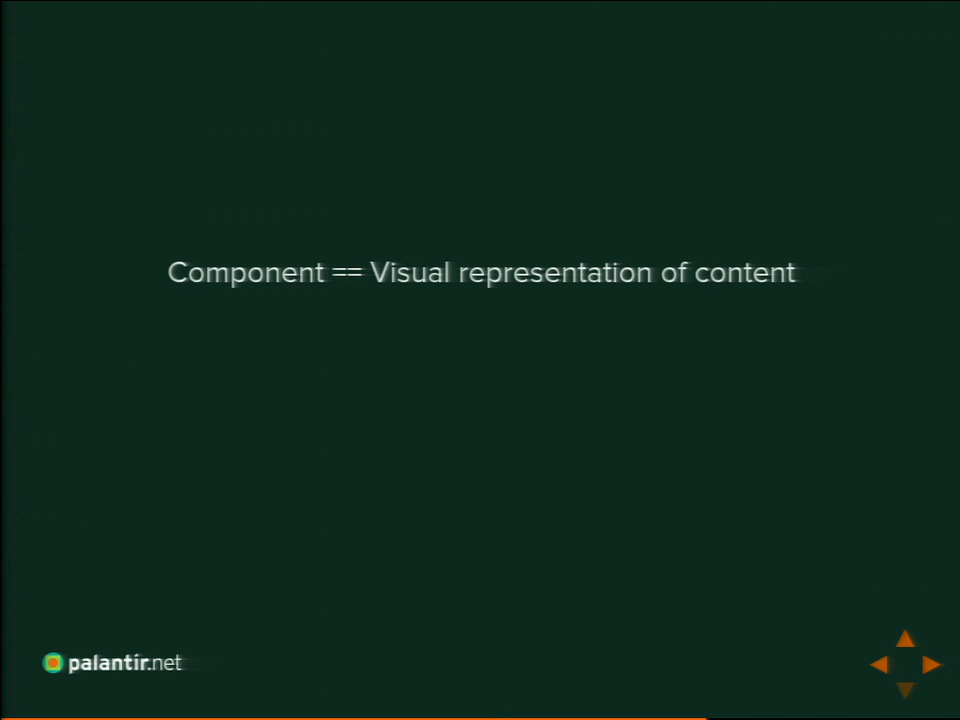 Component == Visual representation of content
palantir.net